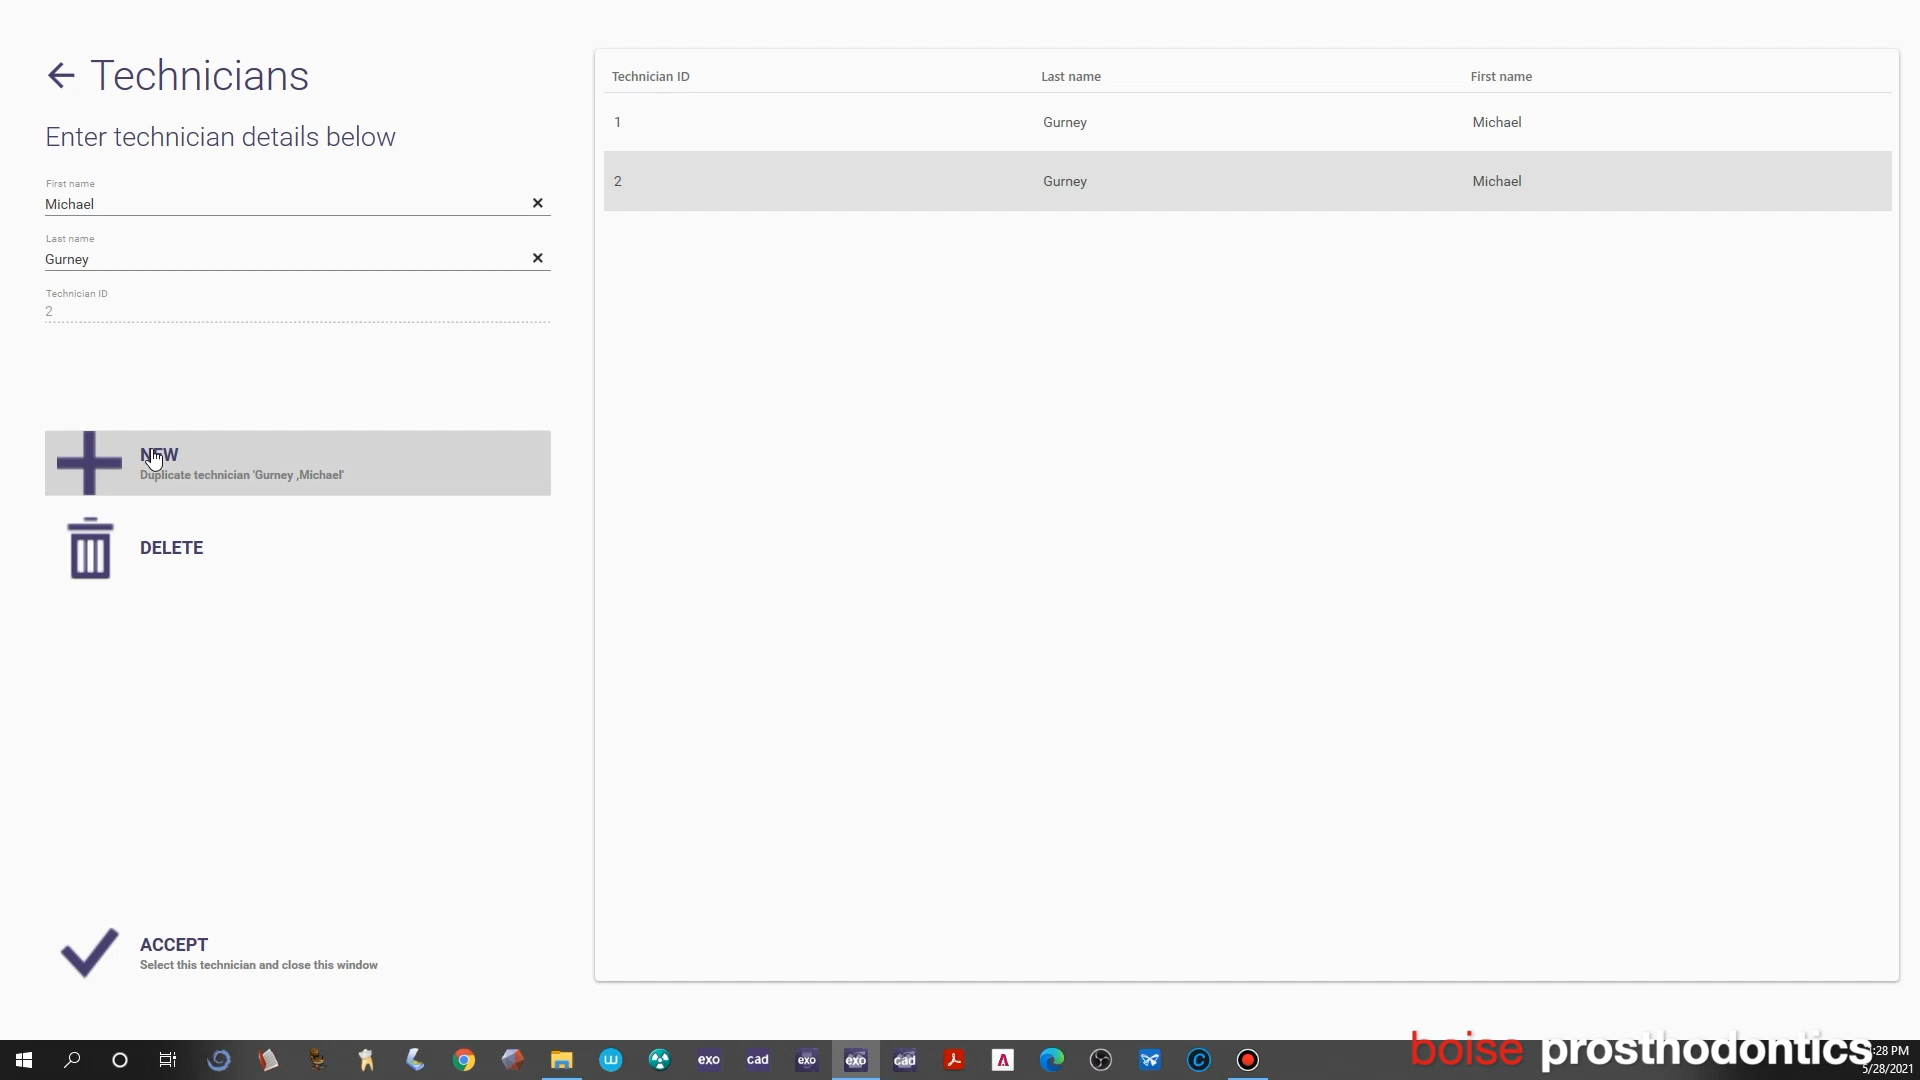 Technicians
Enter technician details below
First name
Michael
Last name
Gurney
Technician ID
2
NEW
Duplicate technician 'Gurney ,Michael'
DELETE
ACCEPT
Select this technician and close this window
Technician ID Last name First name
1 Gurney Michael
2 Gurney Michael
exo cad exo exo cad
boise prosthodontics
:28 PM
5/28/2021